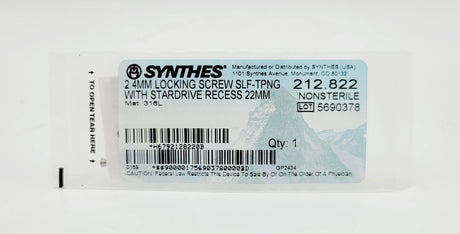 SYNTHES®
Manufactured or Distributed by SYNTHES (USA)
1101 Synthes Avenue, Monument, CO 80132
2.4MM LOCKING SCREW SLF-TPNG
WITH STARDRIVE RECESS 22MM
Mat. 316L
212.822
NONSTERILE
LOT 5690378
TO OPEN TEAR HERE
Qty: 1
GP2434
CAUTION: Federal Law Restricts This Device To Sale By Or On The Order Of A Physician.